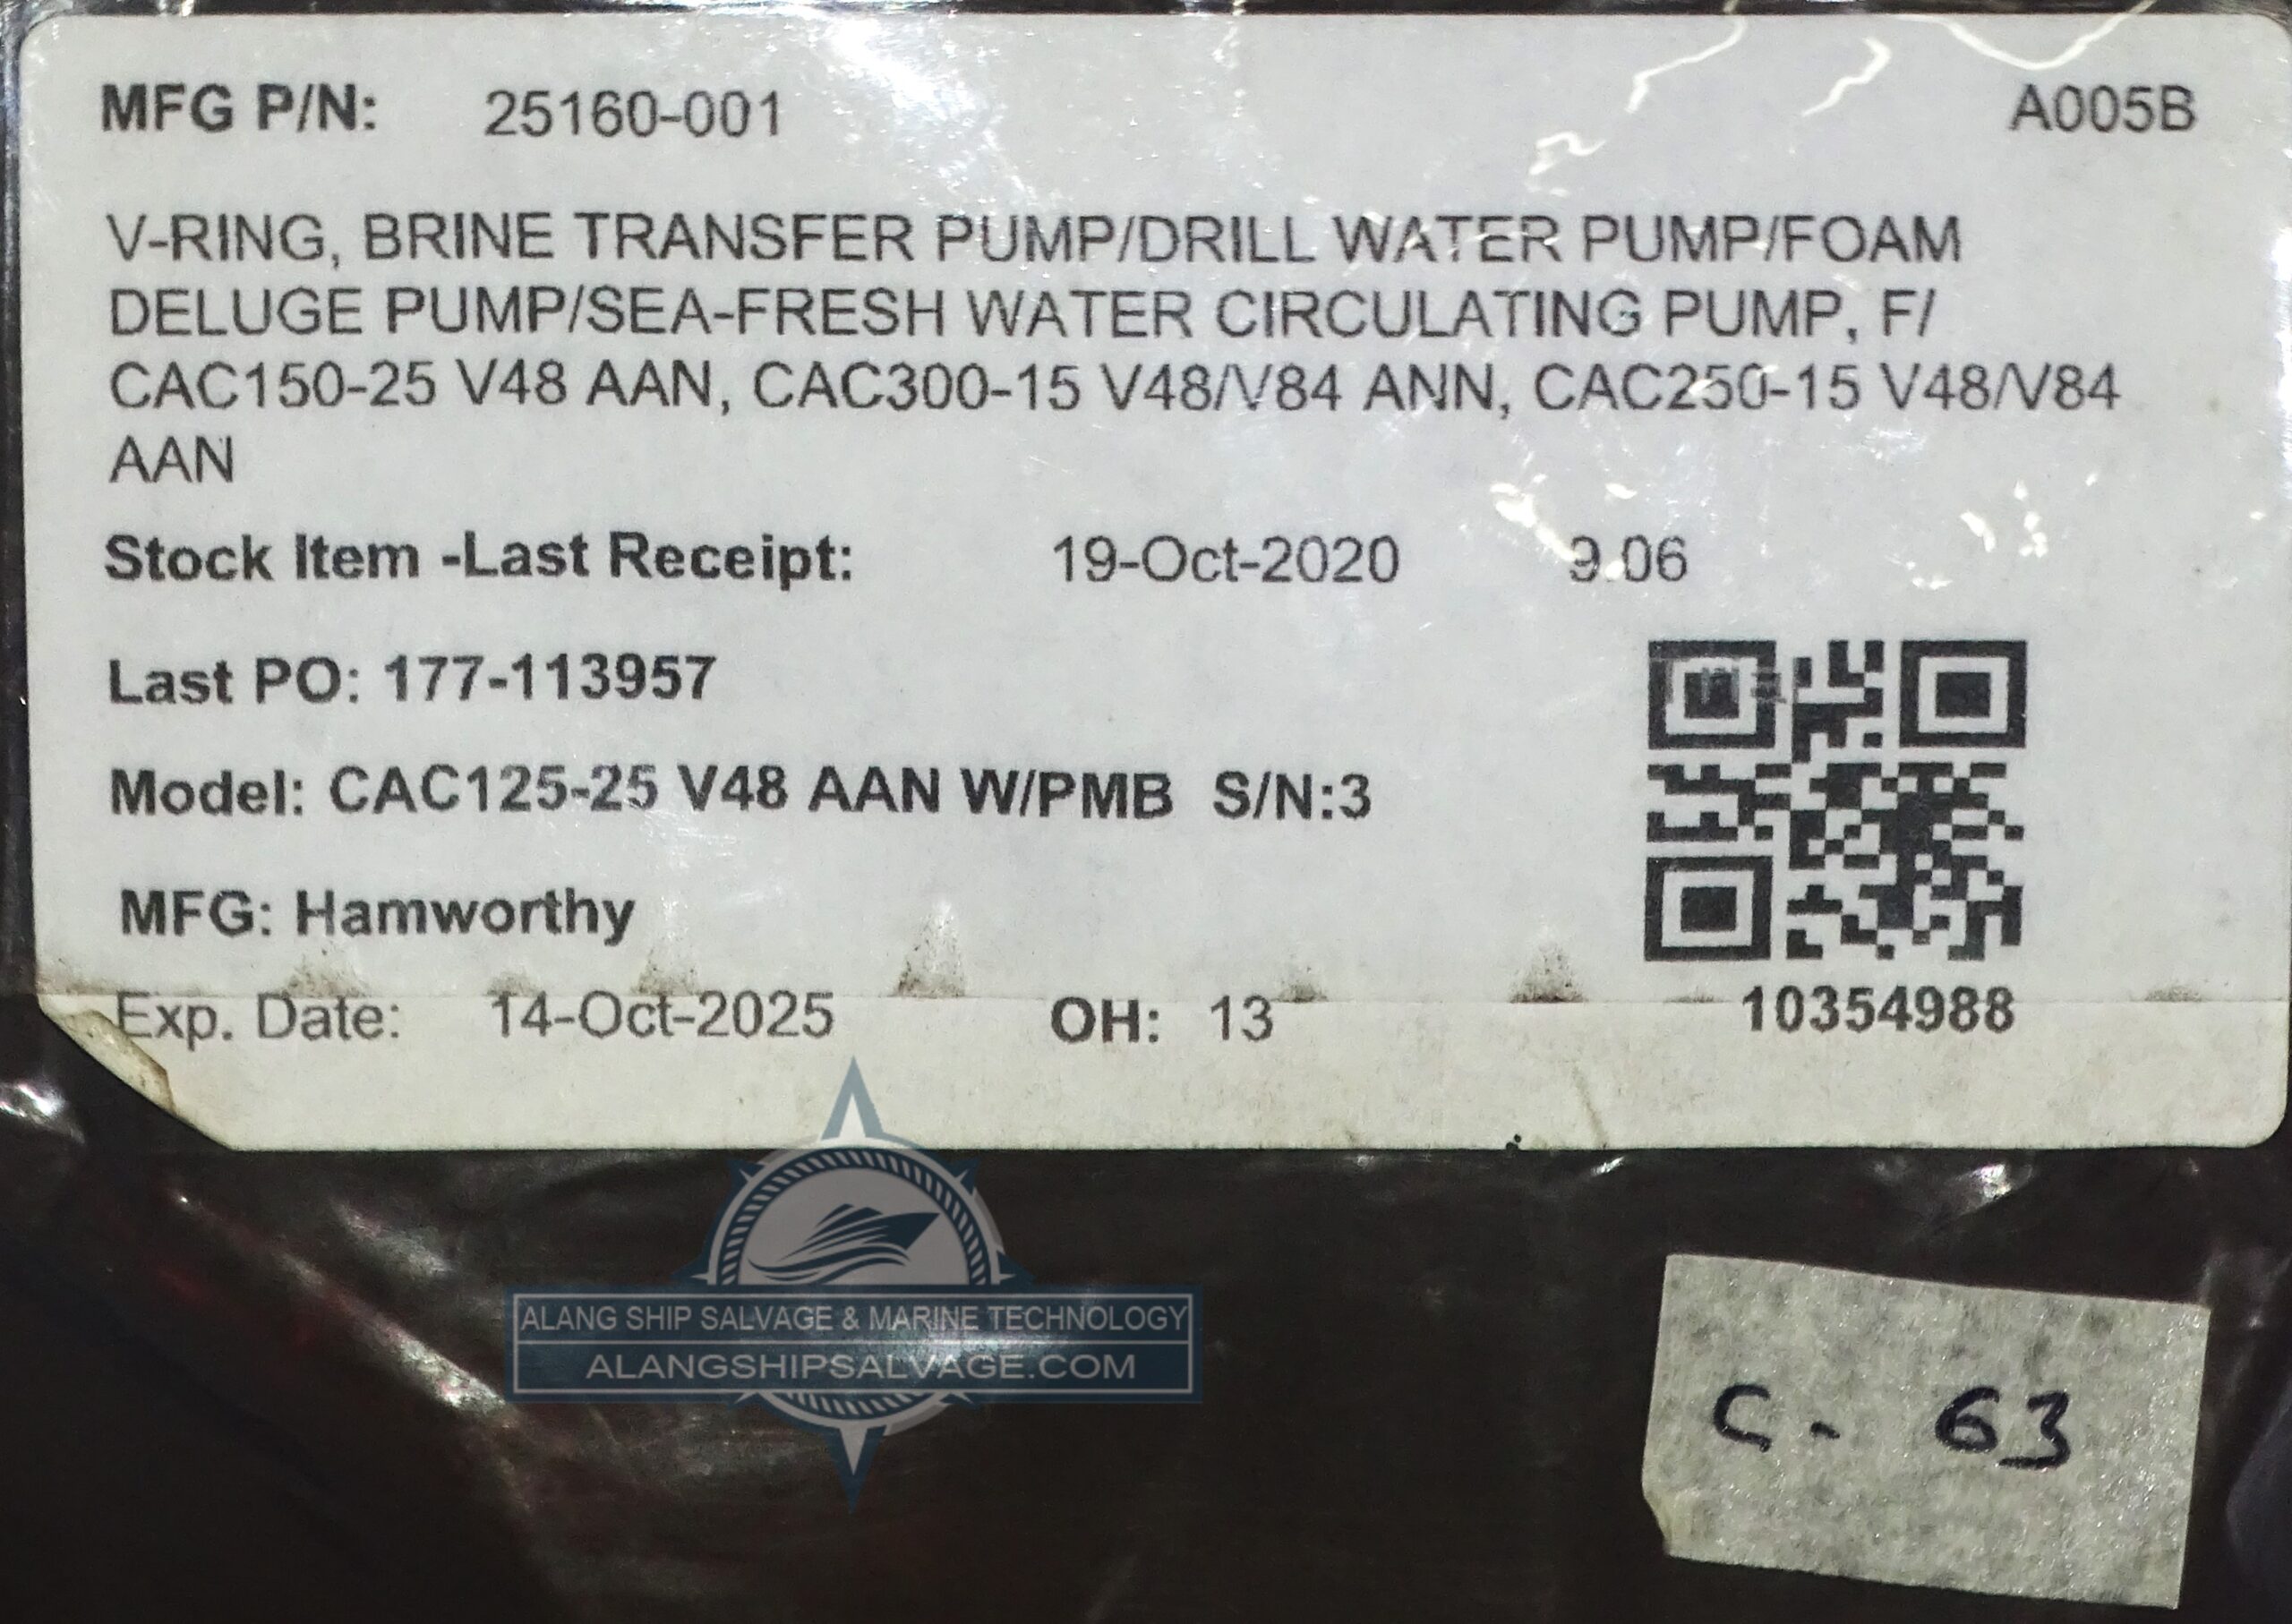 MFG P/N: 25160-001 A005B
V-RING, BRINE TRANSFER PUMP/DRILL WATER PUMP/FOAM
DELUGE PUMP/SEA-FRESH WATER CIRCULATING PUMP, F/
CAC150-25 V48 AAN, CAC300-15 V48/V84 ANN, CAC250-15 V48/V84
AAN
Stock Item -Last Receipt: 19-Oct-2020 9.06
Last PO: 177-113957
Model: CAC125-25 V48 AAN W/PMB S/N:3
MFG: Hamworthy
Exp. Date: 14-Oct-2025 OH: 13 10354988
ALANG SHIP SALVAGE & MARINE TECHNOLOGY
ALANGSHIPSALVAGE.COM
C- 63